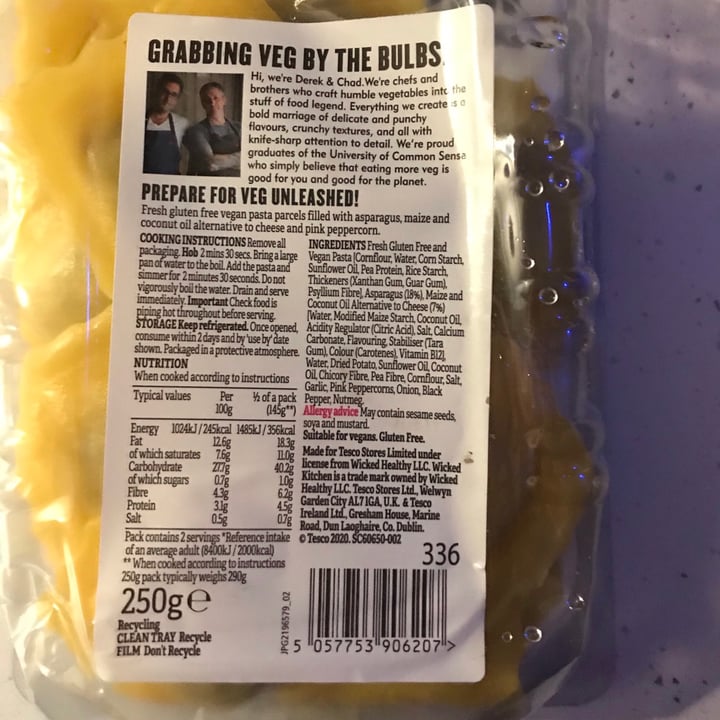 GRABBING VEG BY THE BULBS.
Hi, we're Derek & Chad.We're chefs and
brothers who craft humble vegetables into the
stuff of food legend. Everything we create is a
bold marriage of delicate and punchy
flavours, crunchy textures, and all with
knife-sharp attention to detail. We're proud
graduates of the University of Common Sense
who simply believe that eating more veg is
good for you and good for the planet.
PREPARE FOR VEG UNLEASHED!
Fresh gluten free vegan pasta parcels filled with asparagus, maize and
coconut oil alternative to cheese and pink peppercorn.
COOKING INSTRUCTIONS Remove all
packaging. Hob 2 mins 30 secs. Bring a large
pan of water to the boil. Add the pasta and
simmer for 2 minutes 30 seconds. Do not
vigorously boil the water. Drain and serve
immediately. Important Check food is
piping hot throughout before serving.
STORAGE Keep refrigerated. Once opened,
consume within 2 days and by 'use by' date
shown. Packaged in a protective atmosphere.
NUTRITION
When cooked according to instructions
Typical values Per 100g ½ of a pack (145g**)
Energy 1024kJ/245kcal 1485kJ/356kcal
Fat 12.6g 18.3g
of which saturates 7.6g 11.0g
Carbohydrate 27.7g 40.2g
of which sugars 0.7g 1.0g
Fibre 4.3g 6.2g
Protein 3.1g 4.5g
Salt 0.5g 0.7g
Pack contains 2 servings *Reference intake
of an average adult (8400kJ / 2000kcal)
** When cooked according to instructions
250g pack typically weighs 290g
250g℮
Recycling
CLEAN TRAY Recycle
FILM Don't Recycle
INGREDIENTS Fresh Gluten Free and
Vegan Pasta [Cornflour, Water, Corn Starch,
Sunflower Oil, Pea Protein, Rice Starch,
Thickeners (Xanthan Gum, Guar Gum),
Psyllium Fibre], Asparagus (18%), Maize and
Coconut Oil Alternative to Cheese (7%)
[Water, Modified Maize Starch, Coconut Oil,
Acidity Regulator (Citric Acid), Salt, Calcium
Carbonate, Flavouring, Stabiliser (Tara
Gum), Colour (Carotenes), Vitamin B12],
Water, Dried Potato, Sunflower Oil, Coconut
Oil, Chicory Fibre, Pea Fibre, Cornflour, Salt,
Garlic, Pink Peppercorns, Onion, Black
Pepper, Nutmeg.
Allergy advice May contain sesame seeds,
soya and mustard.
Suitable for vegans. Gluten Free.
Made for Tesco Stores Limited under
license from Wicked Healthy LLC. Wicked
Kitchen is a trade mark owned by Wicked
Healthy LLC. Tesco Stores Ltd., Welwyn
Garden City AL7 1GA, U.K. & Tesco
Ireland Ltd., Gresham House, Marine
Road, Dun Laoghaire, Co. Dublin.
© Tesco 2020. SC60650-002
336
JPG2196579_02
5 057753 906207 >